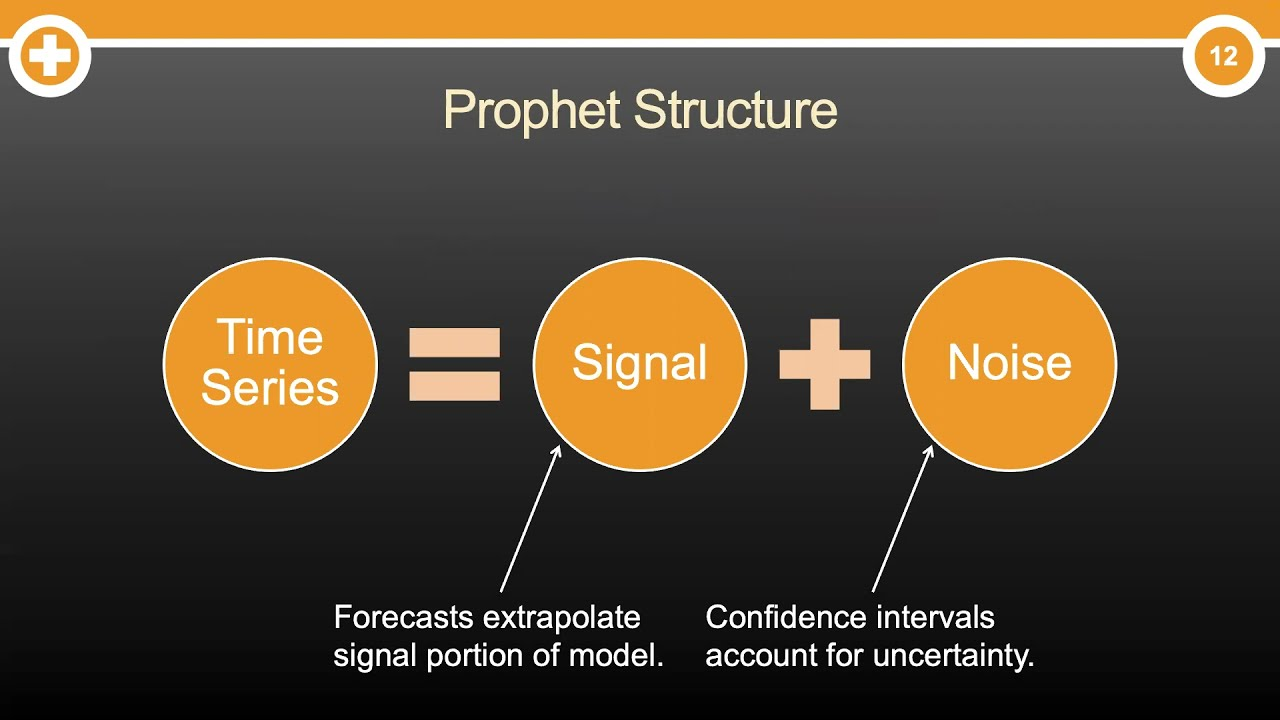 12
Prophet Structure
Time
Series
Signal
Noise
Forecasts extrapolate
signal portion of model.
Confidence intervals
account for uncertainty.